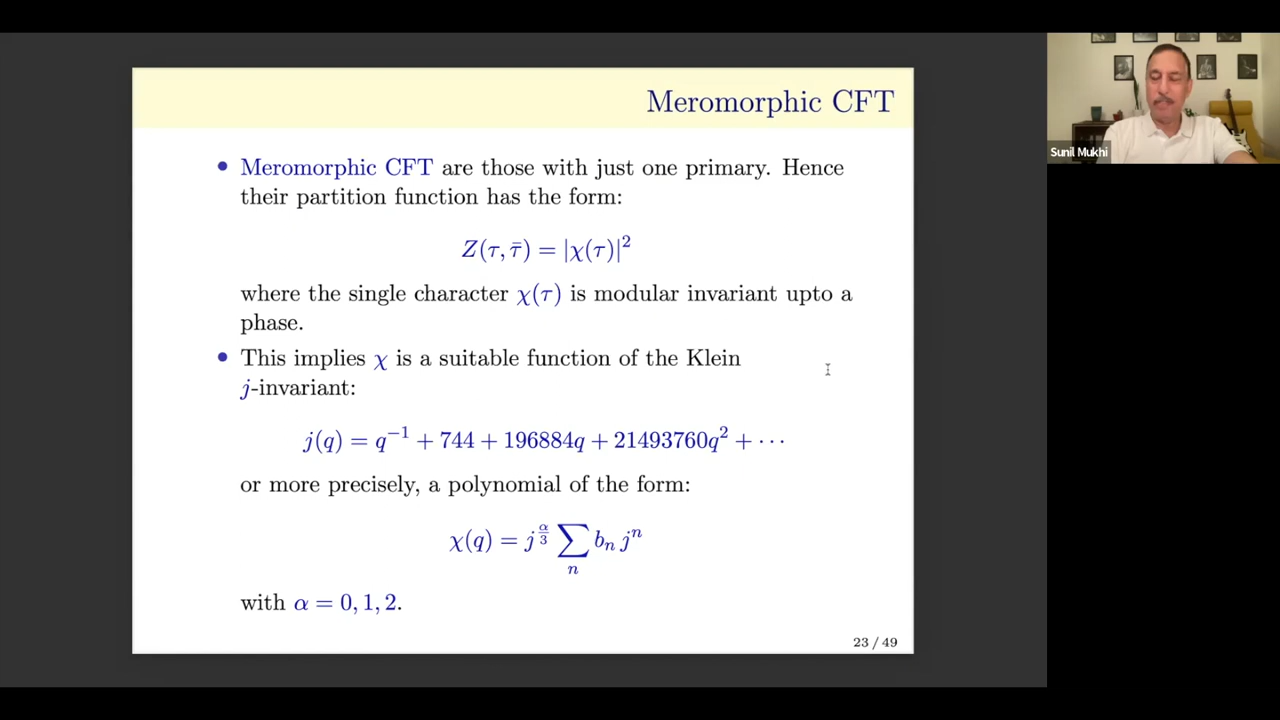 Meromorphic CFT
• Meromorphic CFT are those with just one primary. Hence
their partition function has the form:
Z(τ, τ̄) = |χ(τ)|²
where the single character χ(τ) is modular invariant upto a
phase.
• This implies χ is a suitable function of the Klein
j-invariant:
j(q) = q⁻¹ + 744 + 196884q + 21493760q² + ···
or more precisely, a polynomial of the form:
χ(q) = j^{α/3} ∑_n b_n jⁿ
with α = 0, 1, 2.
23 / 49
Sunil Mukhi